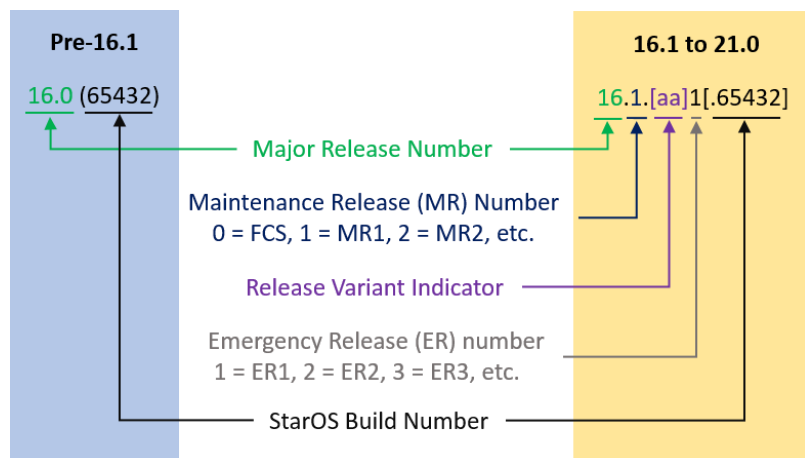 Pre-16.1
16.1 to 21.0
16.0 (65432)
16.1.[aa]1[.65432]
Major Release Number
Maintenance Release (MR) Number
0 = FCS, 1 = MR1, 2 = MR2, etc.
Release Variant Indicator
Emergency Release (ER) number
1 = ER1, 2 = ER2, 3 = ER3, etc.
StarOS Build Number